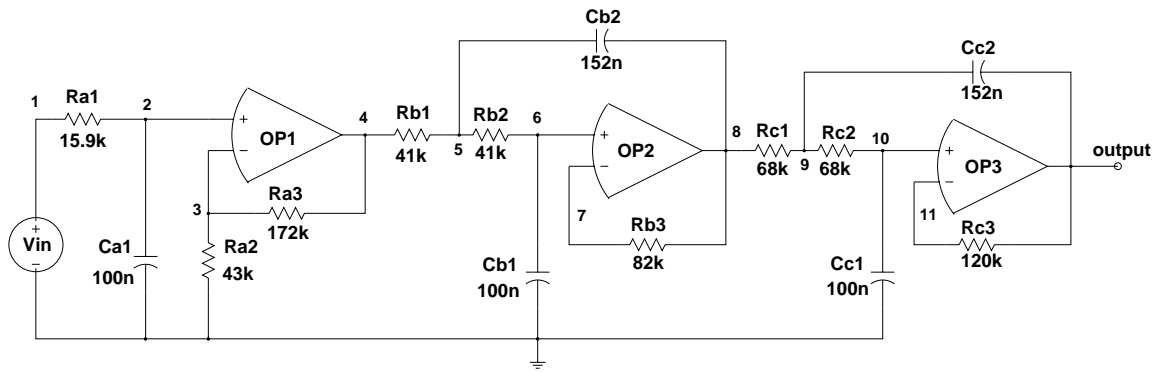 Cb2
152n
Cc2
152n
1
Ra1
15.9k
2
+
−
OP1
4
Rb1
41k
5
Rb2
41k
6
+
−
OP2
8
Rc1
68k
9
Rc2
68k
10
+
−
OP3
output
3
Ra3
172k
7
Rb3
82k
11
Rc3
120k
+
Vin
−
Ca1
100n
Ra2
43k
Cb1
100n
Cc1
100n